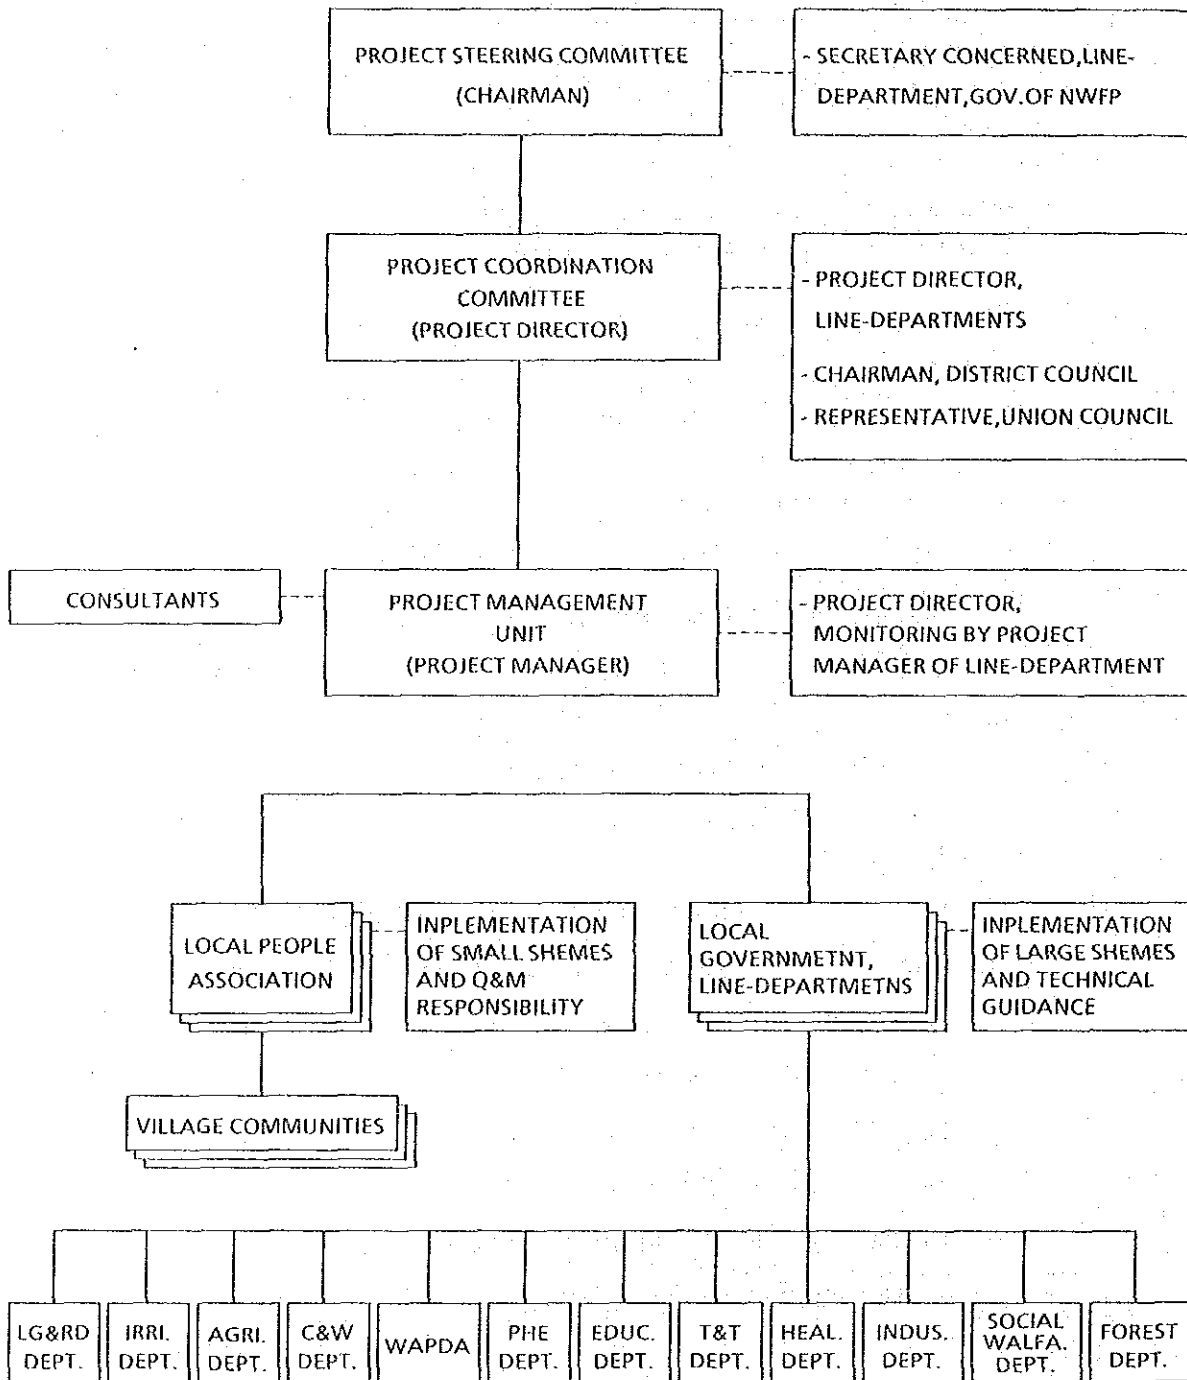 PROJECT STEERING COMMITTEE
(CHAIRMAN)
- SECRETARY CONCERNED,LINE-
DEPARTMENT,GOV.OF NWFP
PROJECT COORDINATION
COMMITTEE
(PROJECT DIRECTOR)
- PROJECT DIRECTOR,
LINE-DEPARTMENTS
- CHAIRMAN, DISTRICT COUNCIL
- REPRESENTATIVE,UNION COUNCIL
CONSULTANTS
PROJECT MANAGEMENT
UNIT
(PROJECT MANAGER)
- PROJECT DIRECTOR,
MONITORING BY PROJECT
MANAGER OF LINE-DEPARTMENT
LOCAL PEOPLE
ASSOCIATION
INPLEMENTATION
OF SMALL SHEMES
AND Q&M
RESPONSIBILITY
LOCAL
GOVERNMETNT,
LINE-DEPARTMETNS
INPLEMENTATION
OF LARGE SHEMES
AND TECHNICAL
GUIDANCE
VILLAGE COMMUNITIES
LG&RD
DEPT.
IRRI.
DEPT.
AGRI.
DEPT.
C&W
DEPT.
WAPDA
PHE
DEPT.
EDUC.
DEPT.
T&T
DEPT.
HEAL.
DEPT.
INDUS.
DEPT.
SOCIAL
WALFA.
DEPT.
FOREST
DEPT.